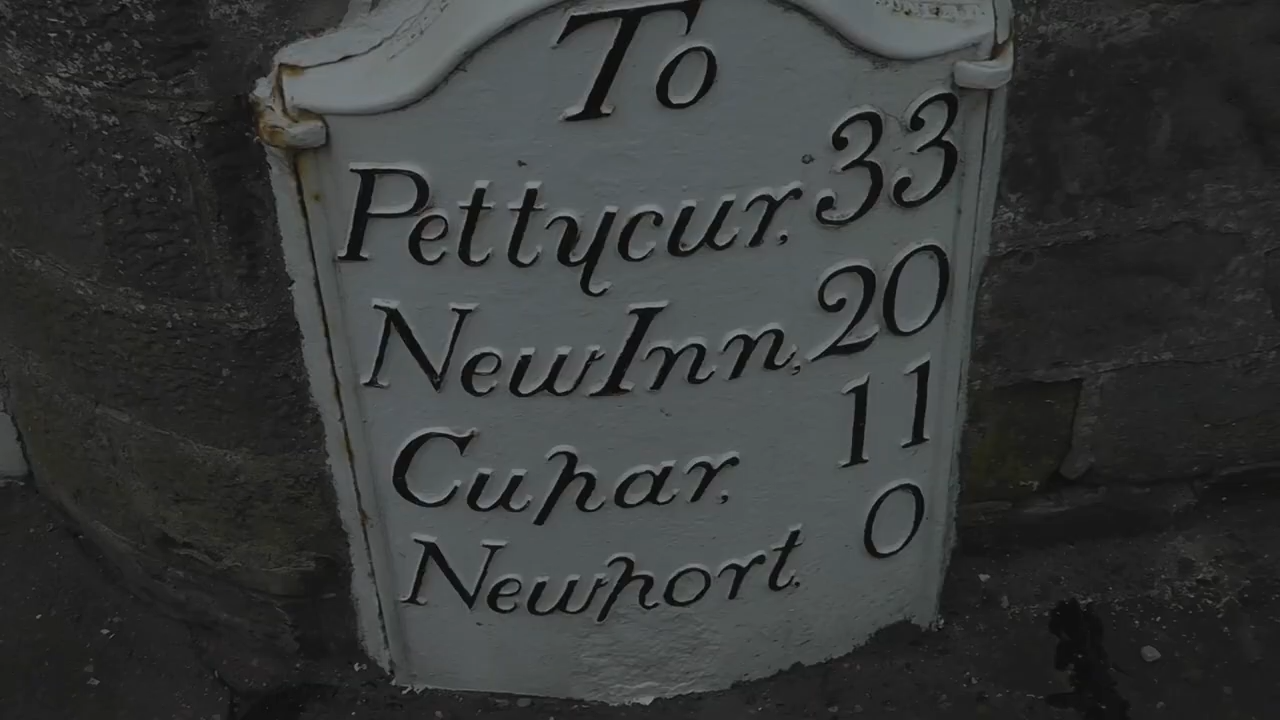 To
Pettycur, 33
New Inn, 20
Cupar, 11
Newport, 0